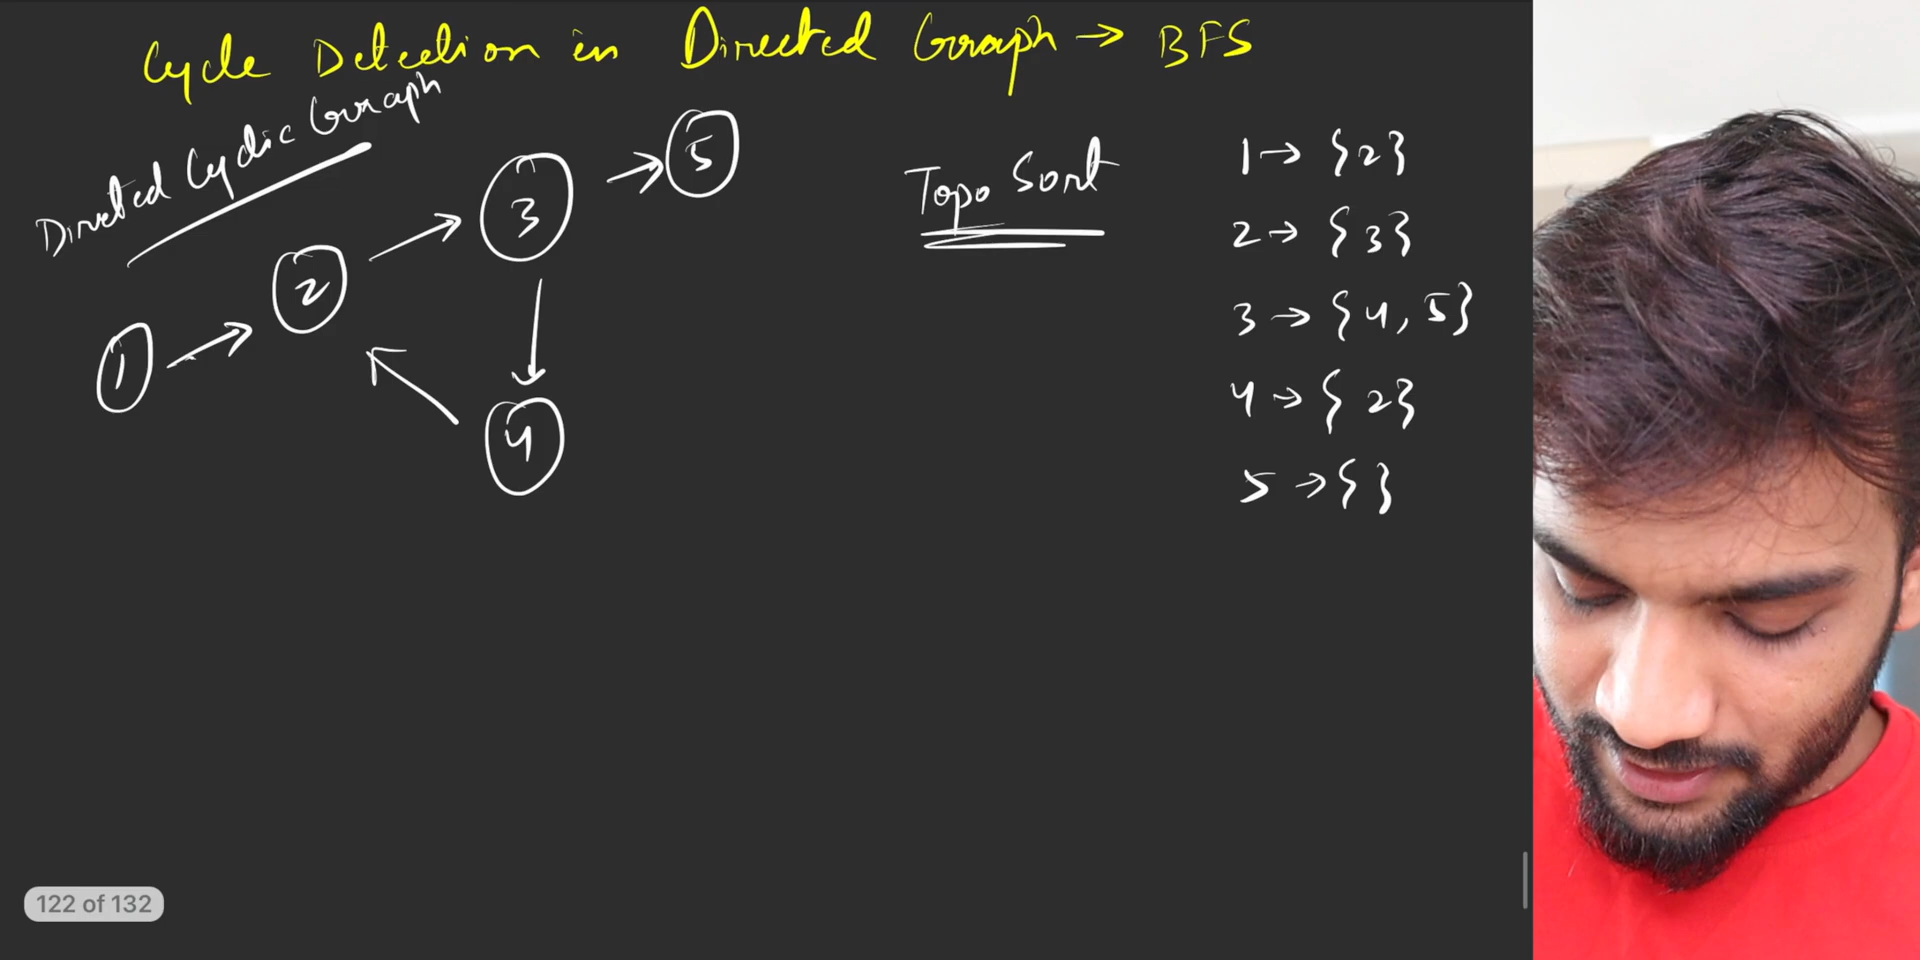 Cycle Detection in Directed Graph → BFS
Directed Cyclic Graph
1
2
3
5
4
Topo Sort
1 → {2}
2 → {3}
3 → {4, 5}
4 → {2}
5 → { }
122 of 132